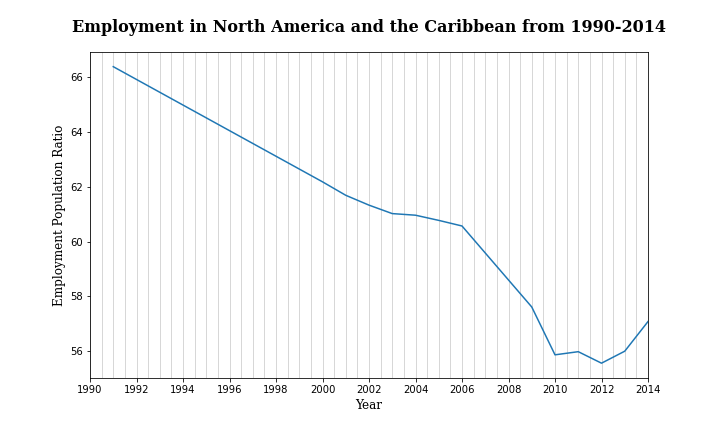 Employment in North America and the Caribbean from 1990-2014
Employment Population Ratio
66
64
62
60
58
56
1990 1992 1994 1996 1998 2000 2002 2004 2006 2008 2010 2012 2014
Year